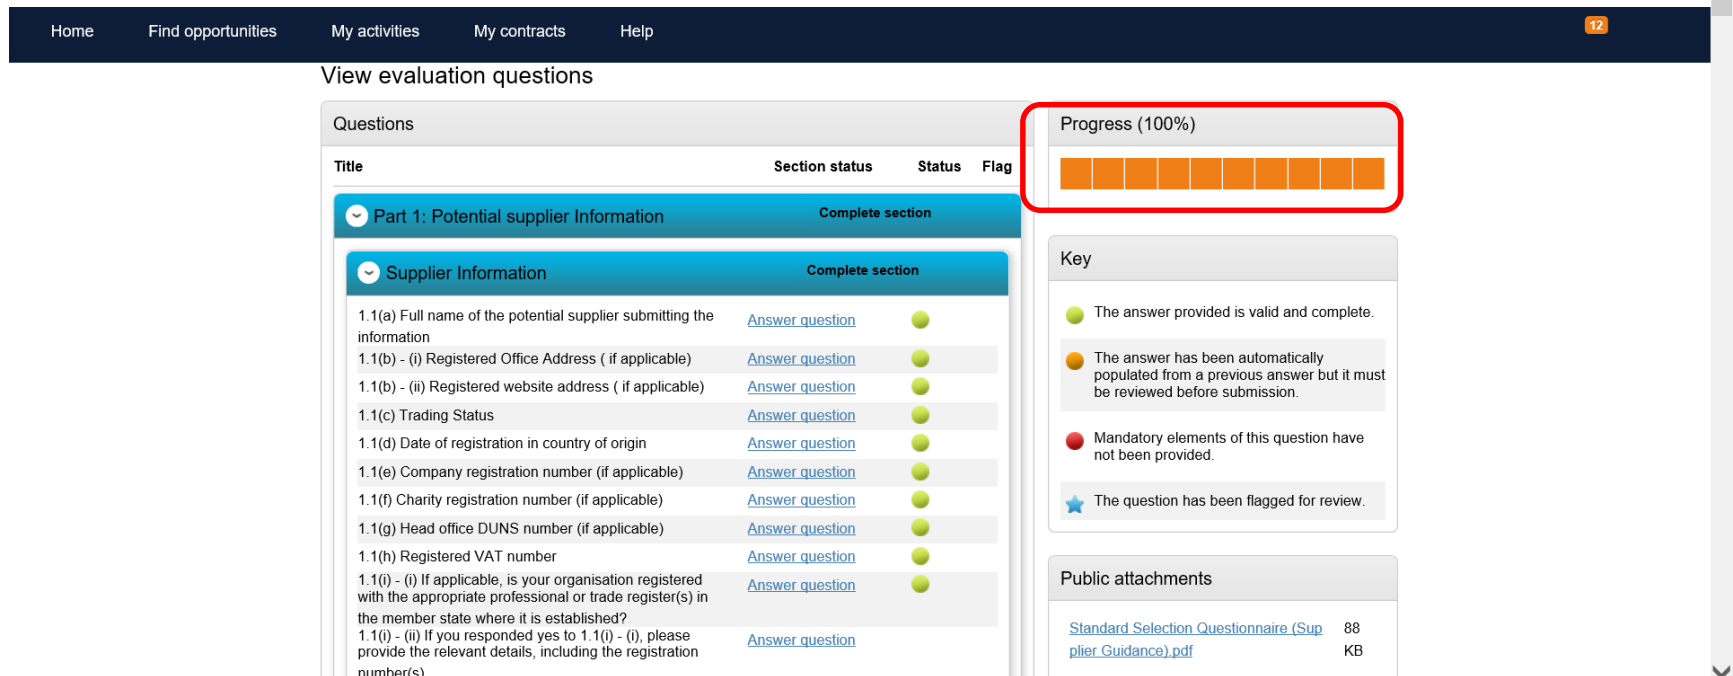 Home Find opportunities My activities My contracts Help 12
View evaluation questions
Questions
Title Section status Status Flag
Part 1: Potential supplier Information Complete section
Supplier Information Complete section
1.1(a) Full name of the potential supplier submitting the
information Answer question
1.1(b) - (i) Registered Office Address ( if applicable) Answer question
1.1(b) - (ii) Registered website address ( if applicable) Answer question
1.1(c) Trading Status Answer question
1.1(d) Date of registration in country of origin Answer question
1.1(e) Company registration number (if applicable) Answer question
1.1(f) Charity registration number (if applicable) Answer question
1.1(g) Head office DUNS number (if applicable) Answer question
1.1(h) Registered VAT number Answer question
1.1(i) - (i) If applicable, is your organisation registered
with the appropriate professional or trade register(s) in Answer question
the member state where it is established?
1.1(i) - (ii) If you responded yes to 1.1(i) - (i), please
provide the relevant details, including the registration Answer question
number(s)
Progress (100%)
Key
The answer provided is valid and complete.
The answer has been automatically
populated from a previous answer but it must
be reviewed before submission.
Mandatory elements of this question have
not been provided.
The question has been flagged for review.
Public attachments
Standard Selection Questionnaire (Sup 88
plier Guidance).pdf KB